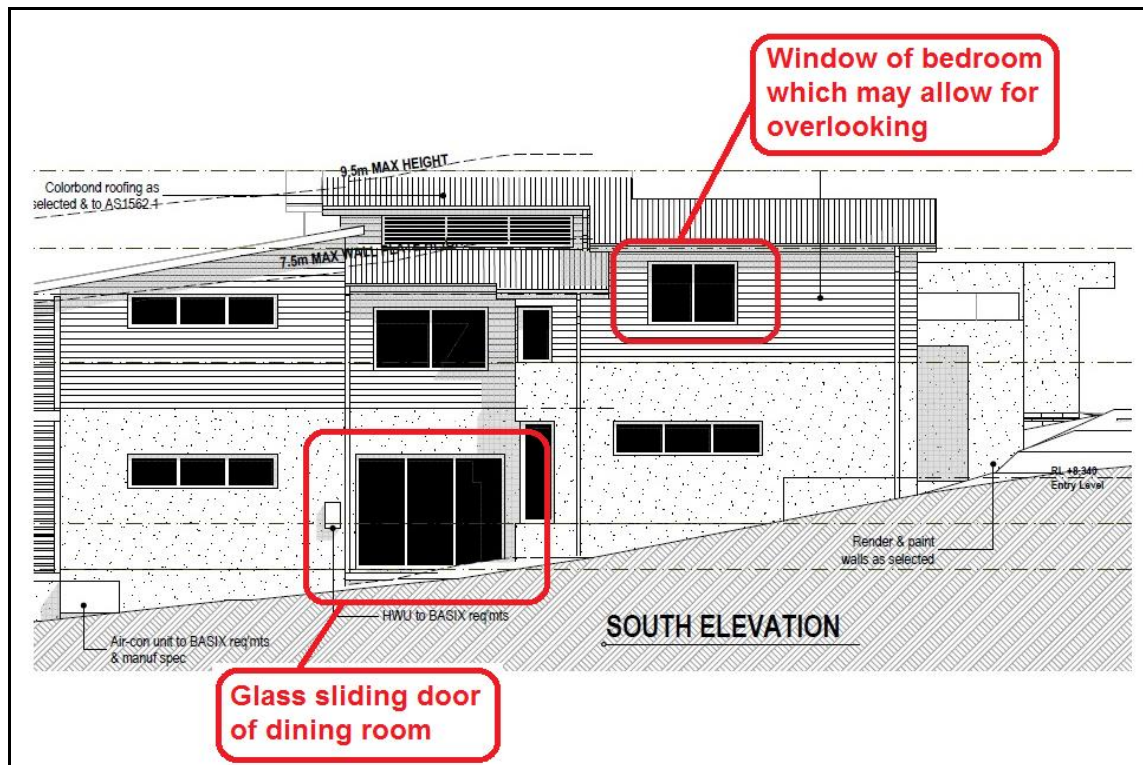 Window of bedroom
which may allow for
overlooking
9.5m MAX HEIGHT
Colorbond roofing as
selected & to AS1562.1
7.5m MAX WALL
RL +8,340
Entry Level
Render & paint
walls as selected
HWU to BASIX req'mts
SOUTH ELEVATION
Air-con unit to BASIX req'mts
& manuf spec
Glass sliding door
of dining room